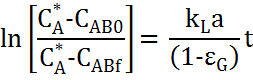 ln [ (C*A - CAB0) / (C*A - CABf) ] = kLa / (1-εG) t